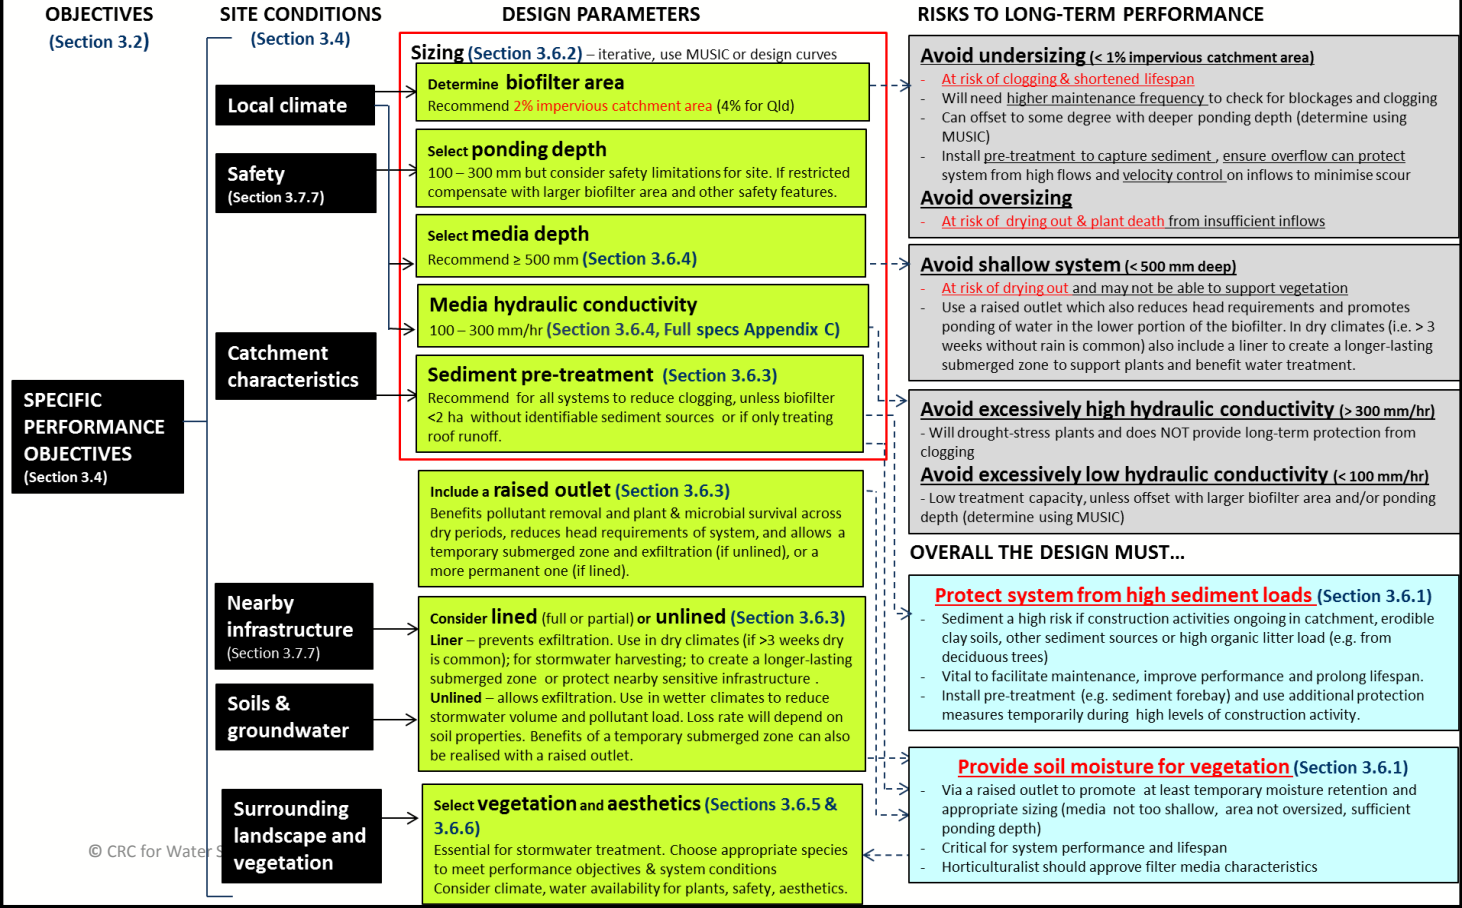 OBJECTIVES
(Section 3.2)
SPECIFIC
PERFORMANCE
OBJECTIVES
(Section 3.4)
SITE CONDITIONS
(Section 3.4)
Local climate
Safety
(Section 3.7.7)
Catchment
characteristics
Nearby
infrastructure
(Section 3.7.7)
Soils &
groundwater
Surrounding
landscape and
vegetation
© CRC for Water S
DESIGN PARAMETERS
Sizing (Section 3.6.2) – iterative, use MUSIC or design curves
Determine biofilter area
Recommend 2% impervious catchment area (4% for Qld)
Select ponding depth
100 – 300 mm but consider safety limitations for site. If restricted
compensate with larger biofilter area and other safety features.
Select media depth
Recommend ≥ 500 mm (Section 3.6.4)
Media hydraulic conductivity
100 – 300 mm/hr (Section 3.6.4, Full specs Appendix C)
Sediment pre-treatment (Section 3.6.3)
Recommend for all systems to reduce clogging, unless biofilter
<2 ha without identifiable sediment sources or if only treating
roof runoff.
Include a raised outlet (Section 3.6.3)
Benefits pollutant removal and plant & microbial survival across
dry periods, reduces head requirements of system, and allows a
temporary submerged zone and exfiltration (if unlined), or a
more permanent one (if lined).
Consider lined (full or partial) or unlined (Section 3.6.3)
Liner – prevents exfiltration. Use in dry climates (if >3 weeks dry
is common); for stormwater harvesting; to create a longer-lasting
submerged zone or protect nearby sensitive infrastructure .
Unlined – allows exfiltration. Use in wetter climates to reduce
stormwater volume and pollutant load. Loss rate will depend on
soil properties. Benefits of a temporary submerged zone can also
be realised with a raised outlet.
Select vegetation and aesthetics (Sections 3.6.5 &
3.6.6)
Essential for stormwater treatment. Choose appropriate species
to meet performance objectives & system conditions
Consider climate, water availability for plants, safety, aesthetics.
RISKS TO LONG-TERM PERFORMANCE
Avoid undersizing (< 1% impervious catchment area)
- At risk of clogging & shortened lifespan
- Will need higher maintenance frequency to check for blockages and clogging
- Can offset to some degree with deeper ponding depth (determine using
MUSIC)
- Install pre-treatment to capture sediment , ensure overflow can protect
system from high flows and velocity control on inflows to minimise scour
Avoid oversizing
- At risk of drying out & plant death from insufficient inflows
Avoid shallow system (< 500 mm deep)
- At risk of drying out and may not be able to support vegetation
- Use a raised outlet which also reduces head requirements and promotes
ponding of water in the lower portion of the biofilter. In dry climates (i.e. > 3
weeks without rain is common) also include a liner to create a longer-lasting
submerged zone to support plants and benefit water treatment.
Avoid excessively high hydraulic conductivity (> 300 mm/hr)
- Will drought-stress plants and does NOT provide long-term protection from
clogging
Avoid excessively low hydraulic conductivity (< 100 mm/hr)
- Low treatment capacity, unless offset with larger biofilter area and/or ponding
depth (determine using MUSIC)
OVERALL THE DESIGN MUST...
Protect system from high sediment loads (Section 3.6.1)
- Sediment a high risk if construction activities ongoing in catchment, erodible
clay soils, other sediment sources or high organic litter load (e.g. from
deciduous trees)
- Vital to facilitate maintenance, improve performance and prolong lifespan.
- Install pre-treatment (e.g. sediment forebay) and use additional protection
measures temporarily during high levels of construction activity.
Provide soil moisture for vegetation (Section 3.6.1)
- Via a raised outlet to promote at least temporary moisture retention and
appropriate sizing (media not too shallow, area not oversized, sufficient
ponding depth)
- Critical for system performance and lifespan
- Horticulturalist should approve filter media characteristics